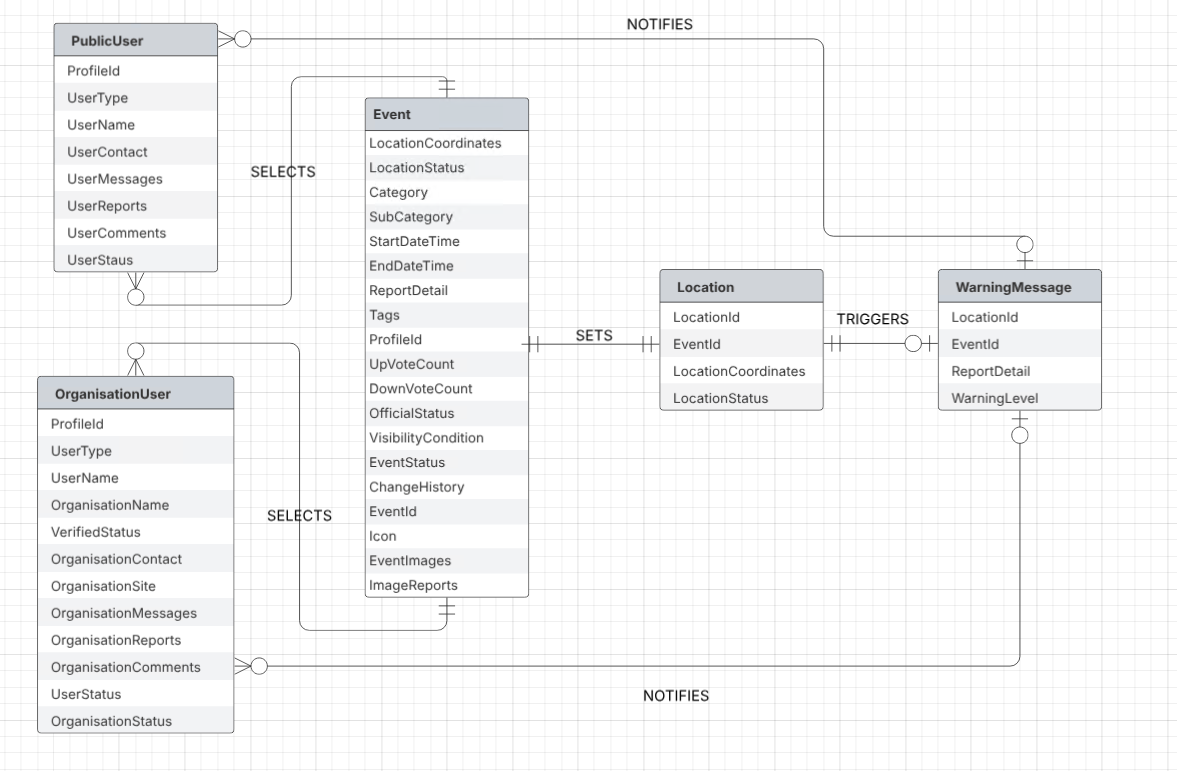 NOTIFIES
PublicUser
ProfileId
UserType
UserName
UserContact
UserMessages
UserReports
UserComments
UserStaus
SELECTS
Event
LocationCoordinates
LocationStatus
Category
SubCategory
StartDateTime
EndDateTime
ReportDetail
Tags
ProfileId
UpVoteCount
DownVoteCount
OfficialStatus
VisibilityCondition
EventStatus
ChangeHistory
EventId
Icon
EventImages
ImageReports
SETS
Location
LocationId
EventId
LocationCoordinates
LocationStatus
TRIGGERS
WarningMessage
LocationId
EventId
ReportDetail
WarningLevel
OrganisationUser
ProfileId
UserType
UserName
OrganisationName
VerifiedStatus
OrganisationContact
OrganisationSite
OrganisationMessages
OrganisationReports
OrganisationComments
UserStatus
OrganisationStatus
SELECTS
NOTIFIES